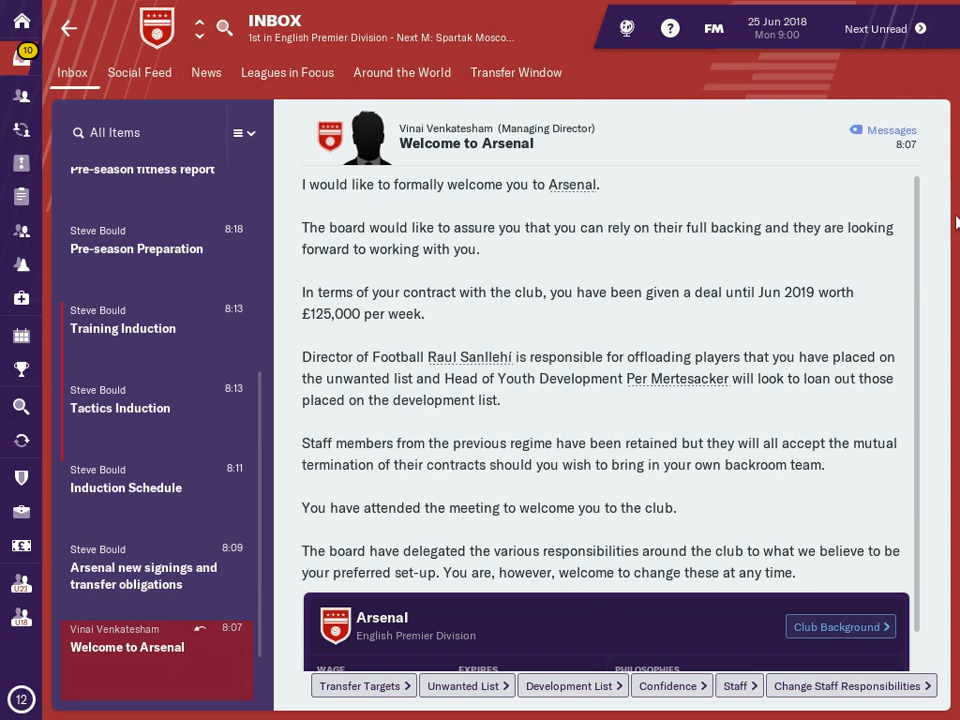 INBOX
1st in English Premier Division - Next M: Spartak Mosco...
25 Jun 2018
Mon 9:00
FM
?
Next Unread
10
Inbox
Social Feed
News
Leagues in Focus
Around the World
Transfer Window
All Items
Pre-season fitness report
Steve Bould 8:18
Pre-season Preparation
Steve Bould 8:13
Training Induction
Steve Bould 8:13
Tactics Induction
Steve Bould 8:11
Induction Schedule
Steve Bould 8:09
Arsenal new signings and
transfer obligations
Vinai Venkatesham 8:07
Welcome to Arsenal
U23
U18
12
Vinai Venkatesham (Managing Director)
Welcome to Arsenal
Messages
8:07
I would like to formally welcome you to Arsenal.
The board would like to assure you that you can rely on their full backing and they are looking
forward to working with you.
In terms of your contract with the club, you have been given a deal until Jun 2019 worth
£125,000 per week.
Director of Football Raul Sanllehí is responsible for offloading players that you have placed on
the unwanted list and Head of Youth Development Per Mertesacker will look to loan out those
placed on the development list.
Staff members from the previous regime have been retained but they will all accept the mutual
termination of their contracts should you wish to bring in your own backroom team.
You have attended the meeting to welcome you to the club.
The board have delegated the various responsibilities around the club to what we believe to be
your preferred set-up. You are, however, welcome to change these at any time.
Arsenal
English Premier Division
Club Background
WAGE EXPIRES PHILOSOPHIES
Transfer Targets
Unwanted List
Development List
Confidence
Staff
Change Staff Responsibilities